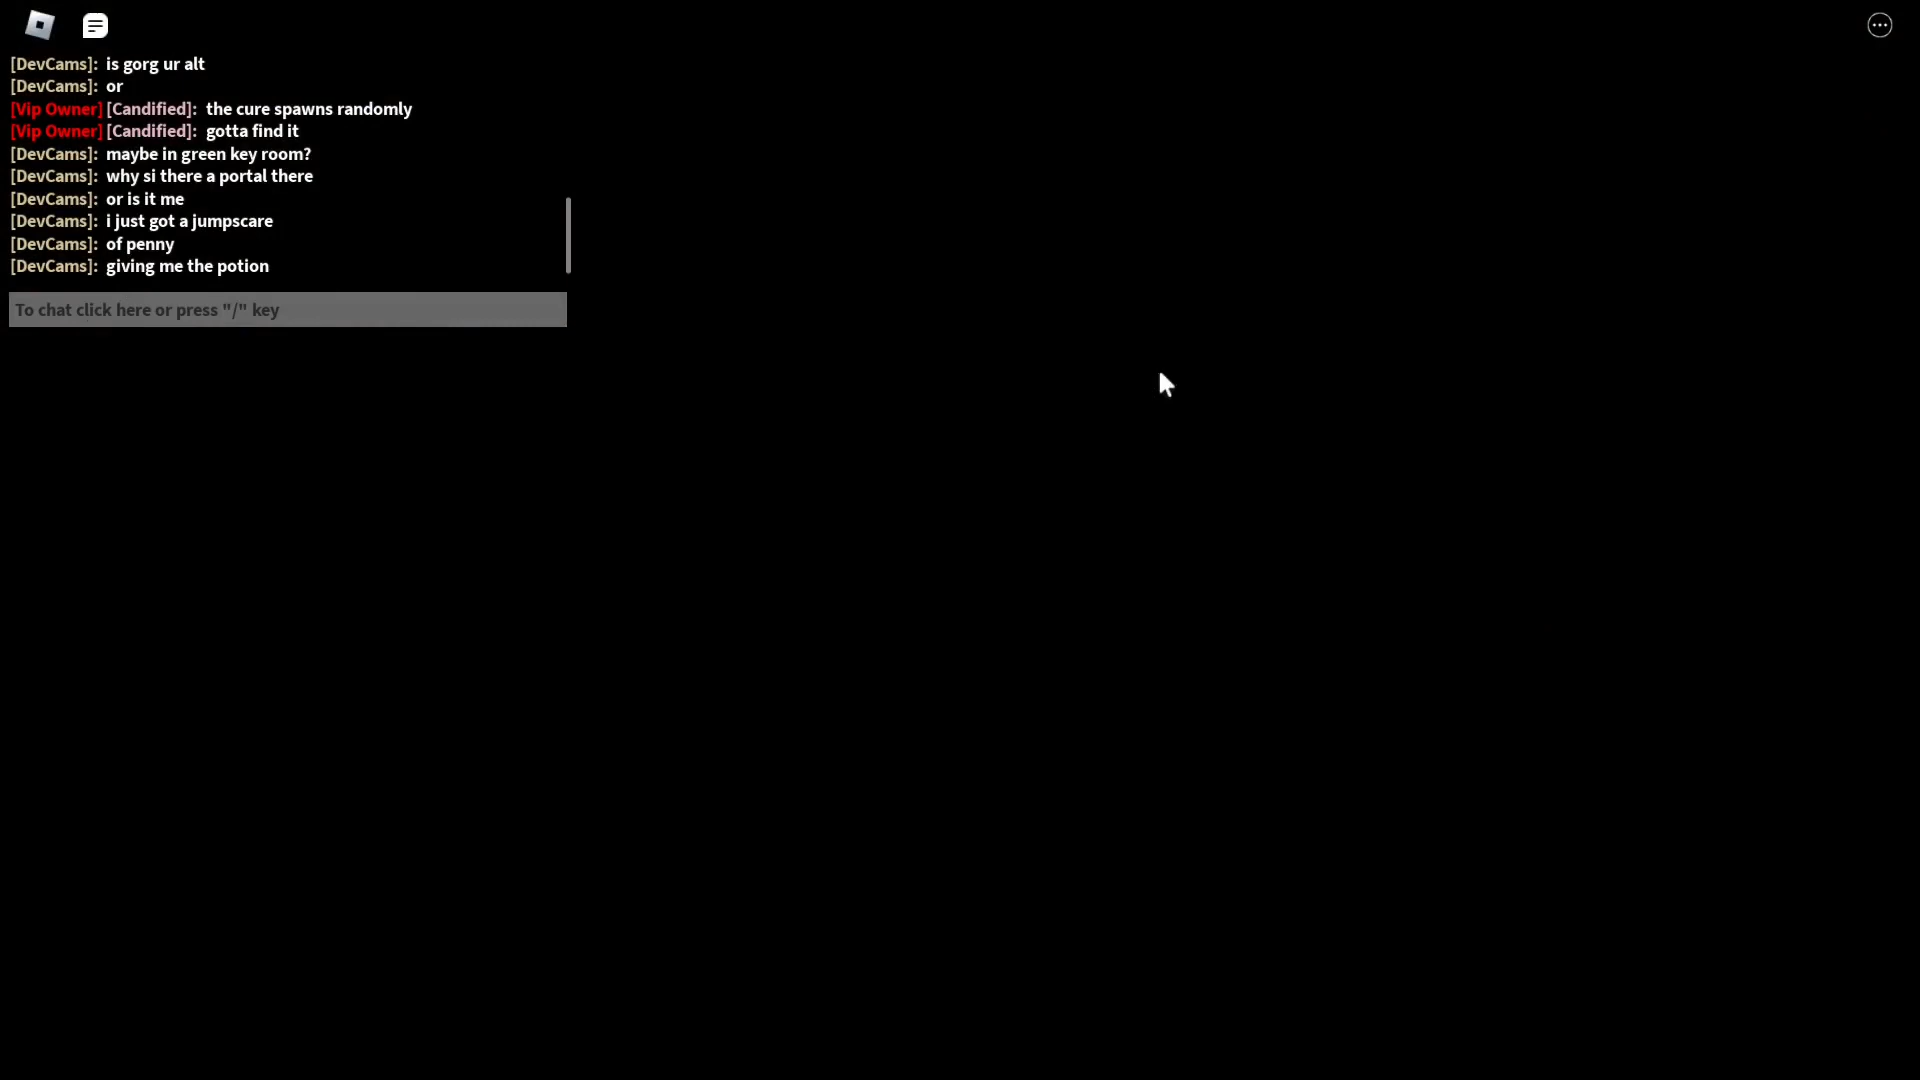 [DevCams]: is gorg ur alt
[DevCams]: or
[Vip Owner] [Candified]: the cure spawns randomly
[Vip Owner] [Candified]: gotta find it
[DevCams]: maybe in green key room?
[DevCams]: why si there a portal there
[DevCams]: or is it me
[DevCams]: i just got a jumpscare
[DevCams]: of penny
[DevCams]: giving me the potion
To chat click here or press "/" key